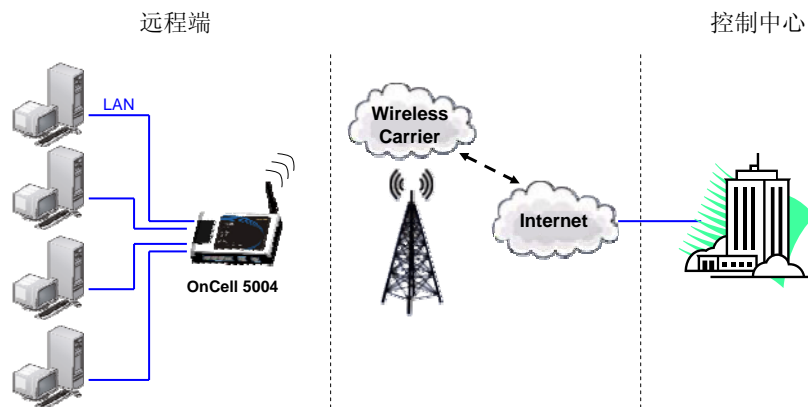 远程端
控制中心
LAN
Wireless
Carrier
Internet
OnCell 5004